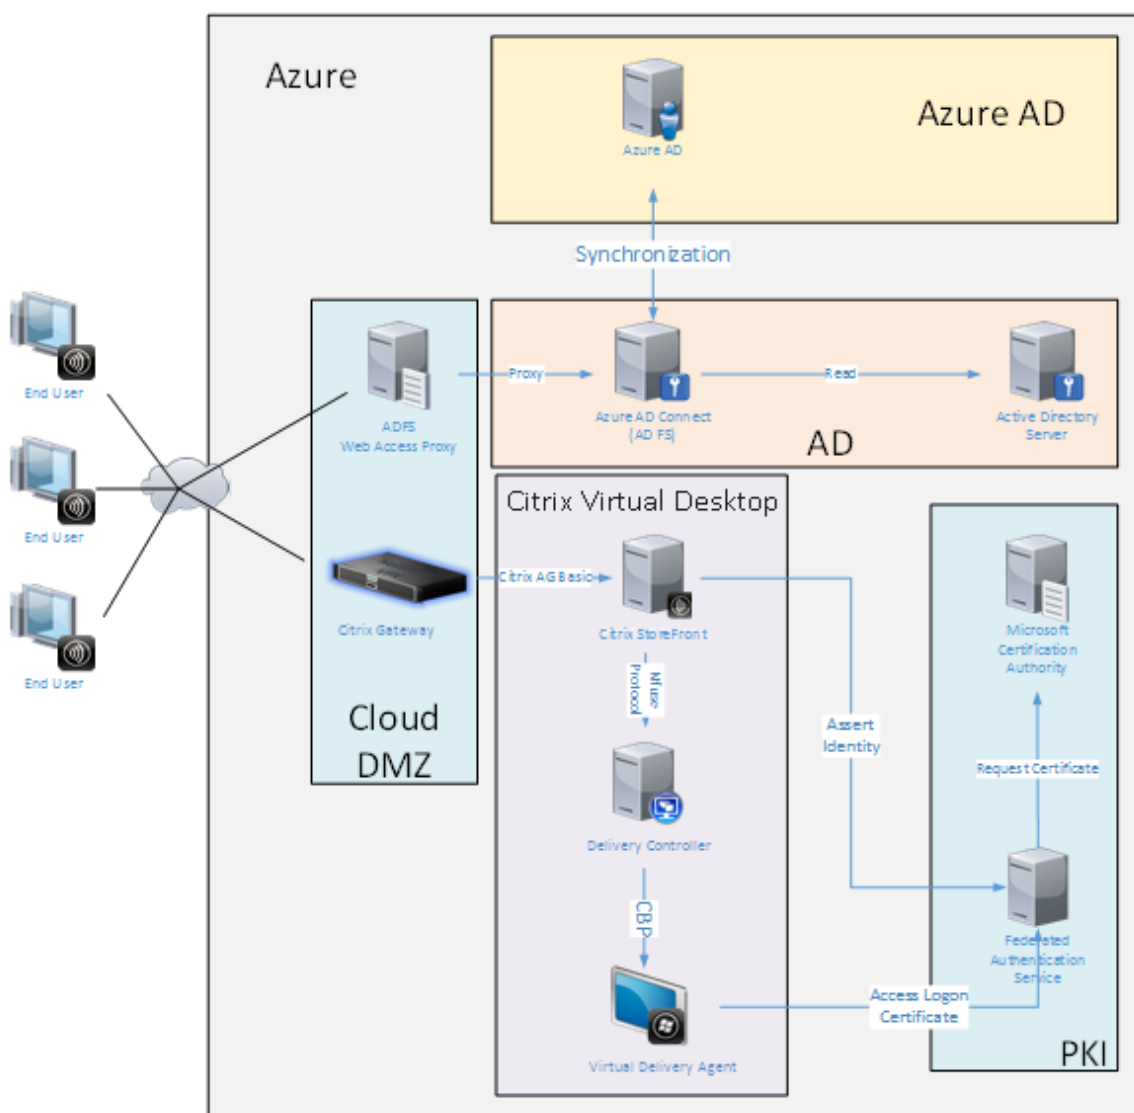 Azure
Azure AD
Azure AD
Synchronization
End User
End User
End User
ADFS
Web Access Proxy
Proxy
Azure AD Connect
(AD FS)
Read
Active Directory
Server
AD
Citrix Gateway
Cloud
DMZ
Citrix Virtual Desktop
Citrix AG Basic
Citrix StoreFront
Nfuse
Protocol
Delivery Controller
CBP
Virtual Delivery Agent
Assert
Identity
Access Logon
Certificate
Microsoft
Certification
Authority
Request Certificate
Federated
Authentication
Service
PKI